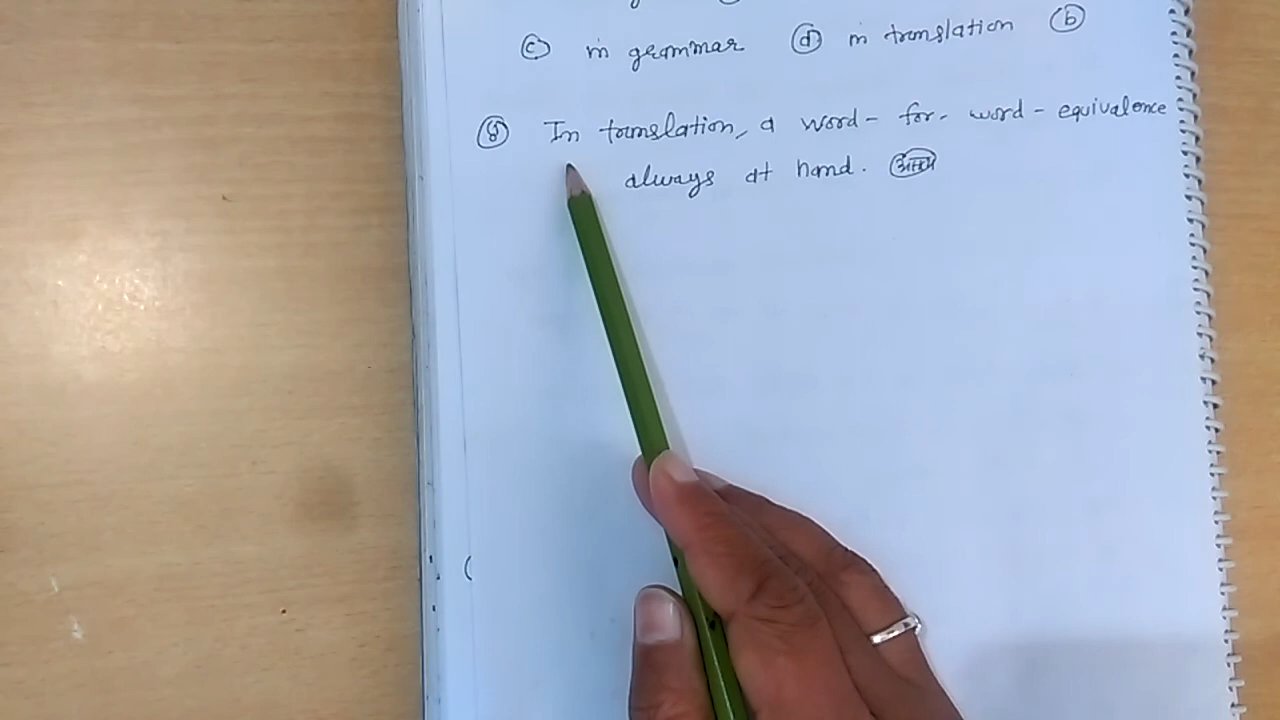 ⓒ in grammar ⓓ in translation ⓑ
⑧ In translation, a word-for-word-equivalence
always at hand. असत्य